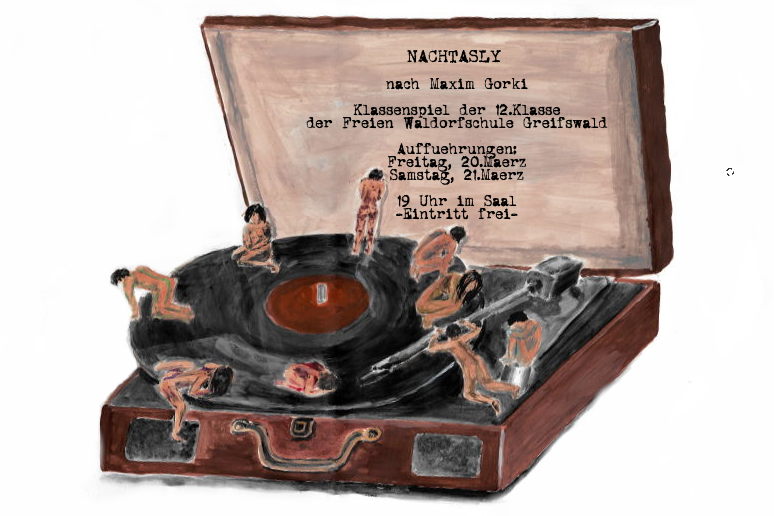 NACHTASLY
nach Maxim Gorki
Klassenspiel der 12.Klasse
der Freien Waldorfschule Greifswald
Auffuehrungen:
Freitag, 20.Maerz
Samstag, 21.Maerz
19 Uhr im Saal
-Eintritt frei-